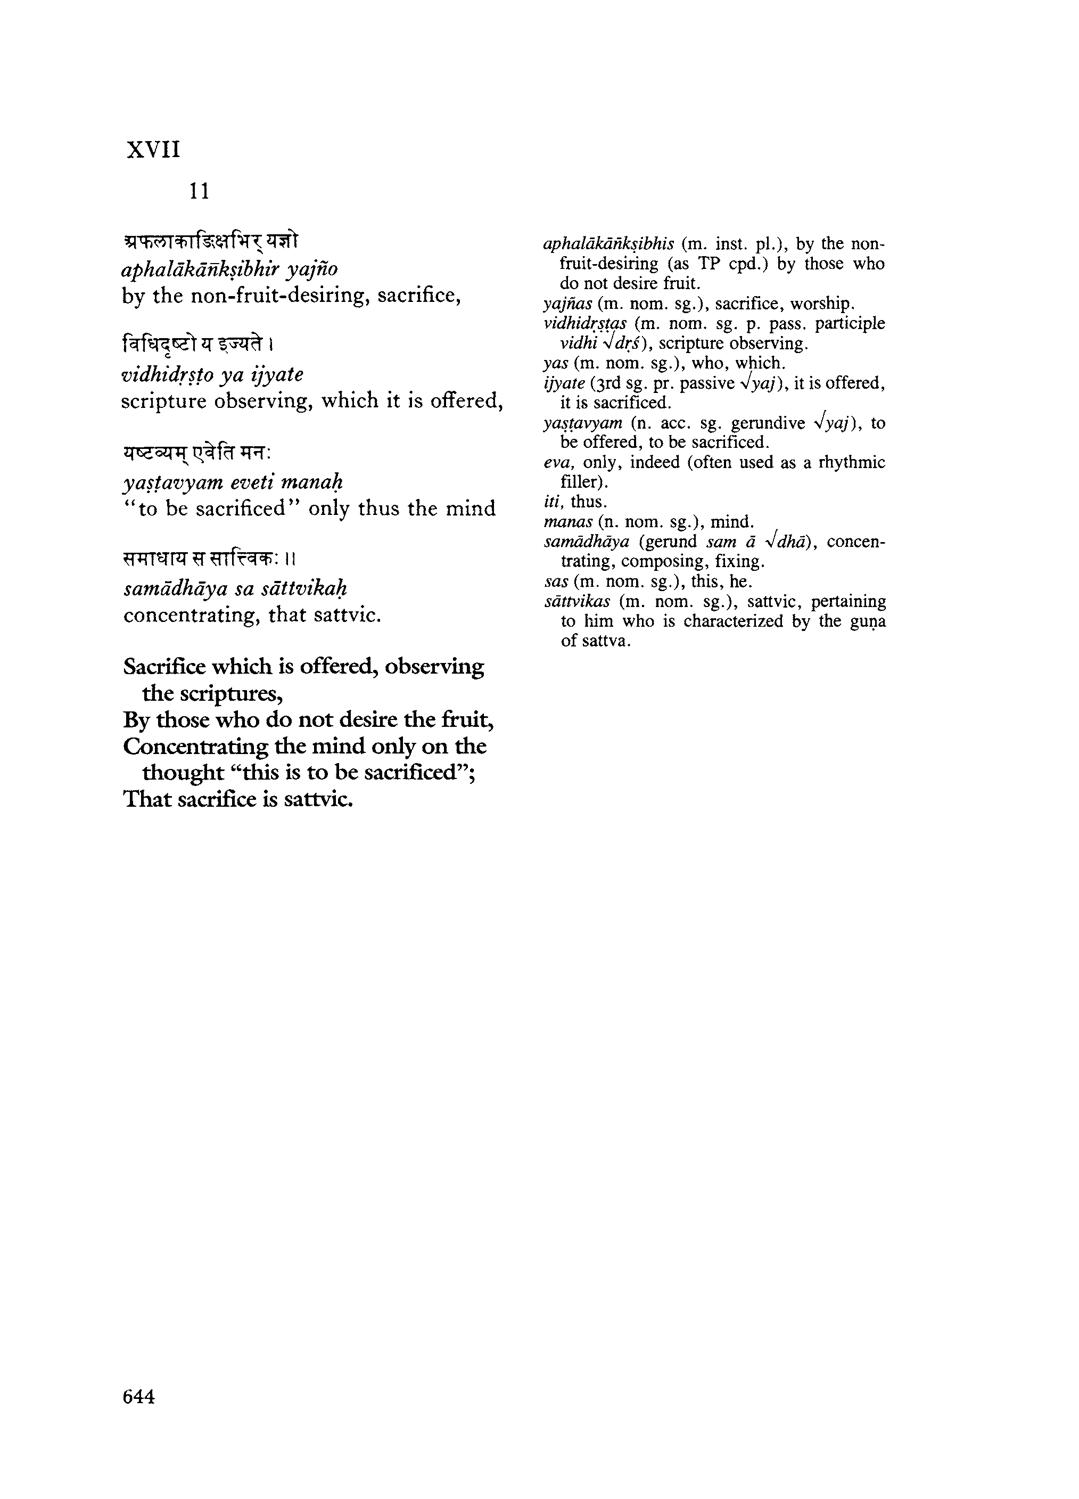 XVII
11
अफलाकाङ्क्षिभिर् यज्ञो
aphalākāñkṣibhir yajño
by the non-fruit-desiring, sacrifice,
विधिदृष्टो य इज्यते ।
vidhidṛṣṭo ya ijyate
scripture observing, which it is offered,
यष्टव्यम् एवेति मनः
yaṣṭavyam eveti manaḥ
“to be sacrificed” only thus the mind
समाधाय स सात्त्विकः ॥
samādhāya sa sāttvikaḥ
concentrating, that sattvic.
Sacrifice which is offered, observing
the scriptures,
By those who do not desire the fruit,
Concentrating the mind only on the
thought “this is to be sacrificed”;
That sacrifice is sattvic.
aphalākāñkṣibhis (m. inst. pl.), by the non-
fruit-desiring (as TP cpd.) by those who
do not desire fruit.
yajñas (m. nom. sg.), sacrifice, worship.
vidhidṛṣṭas (m. nom. sg. p. pass. participle
vidhi √dṛś), scripture observing.
yas (m. nom. sg.), who, which.
ijyate (3rd sg. pr. passive √yaj), it is offered,
it is sacrificed.
yaṣṭavyam (n. acc. sg. gerundive √yaj), to
be offered, to be sacrificed.
eva, only, indeed (often used as a rhythmic
filler).
iti, thus.
manas (n. nom. sg.), mind.
samādhāya (gerund sam ā √dhā), concen-
trating, composing, fixing.
sas (m. nom. sg.), this, he.
sāttvikas (m. nom. sg.), sattvic, pertaining
to him who is characterized by the guṇa
of sattva.
644